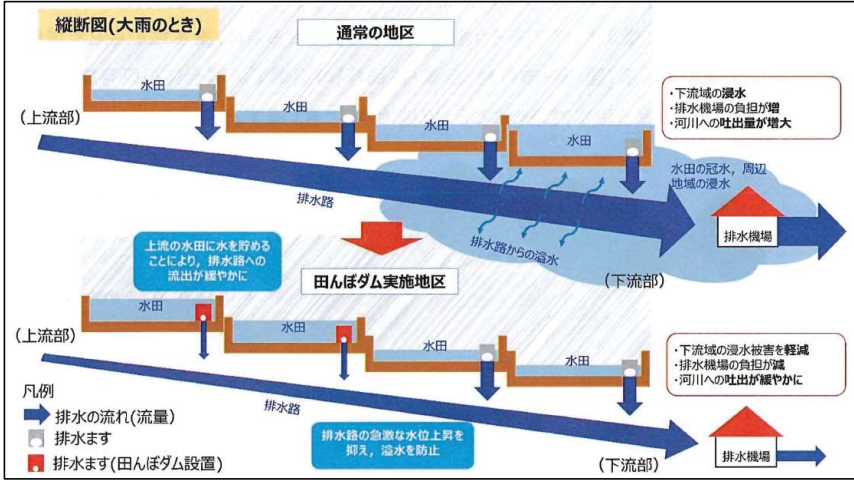 縦断図(大雨のとき)
通常の地区
水田
水田
水田
水田
(上流部)
排水路
・下流域の浸水
・排水機場の負担が増
・河川への吐出量が増大
水田の冠水，周辺
地域の浸水
排水路からの溢水
排水機場
(下流部)
上流の水田に水を貯める
ことにより，排水路への
流出が緩やかに
田んぼダム実施地区
水田
水田
水田
水田
(上流部)
排水路
・下流域の浸水被害を軽減
・排水機場の負担が減
・河川への吐出が緩やかに
凡例
排水の流れ(流量)
排水ます
排水ます(田んぼダム設置)
排水路の急激な水位上昇を
抑え，溢水を防止
(下流部)
排水機場